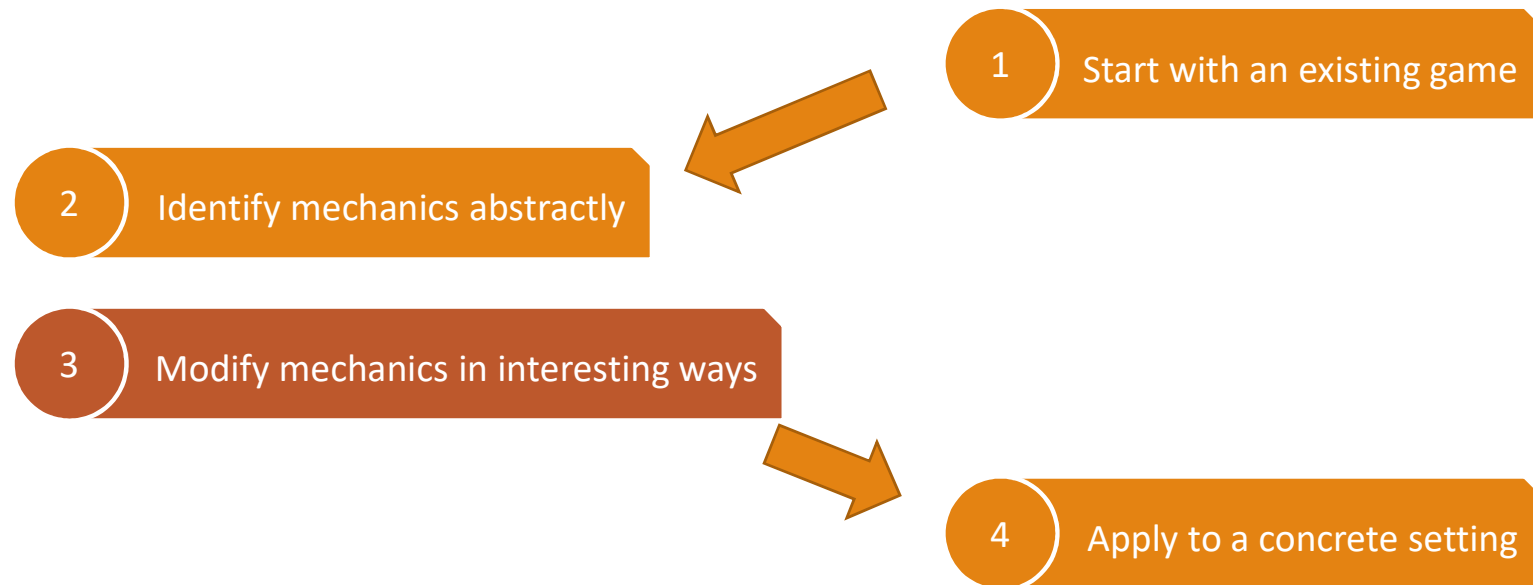 1 Start with an existing game
2 Identify mechanics abstractly
3 Modify mechanics in interesting ways
4 Apply to a concrete setting